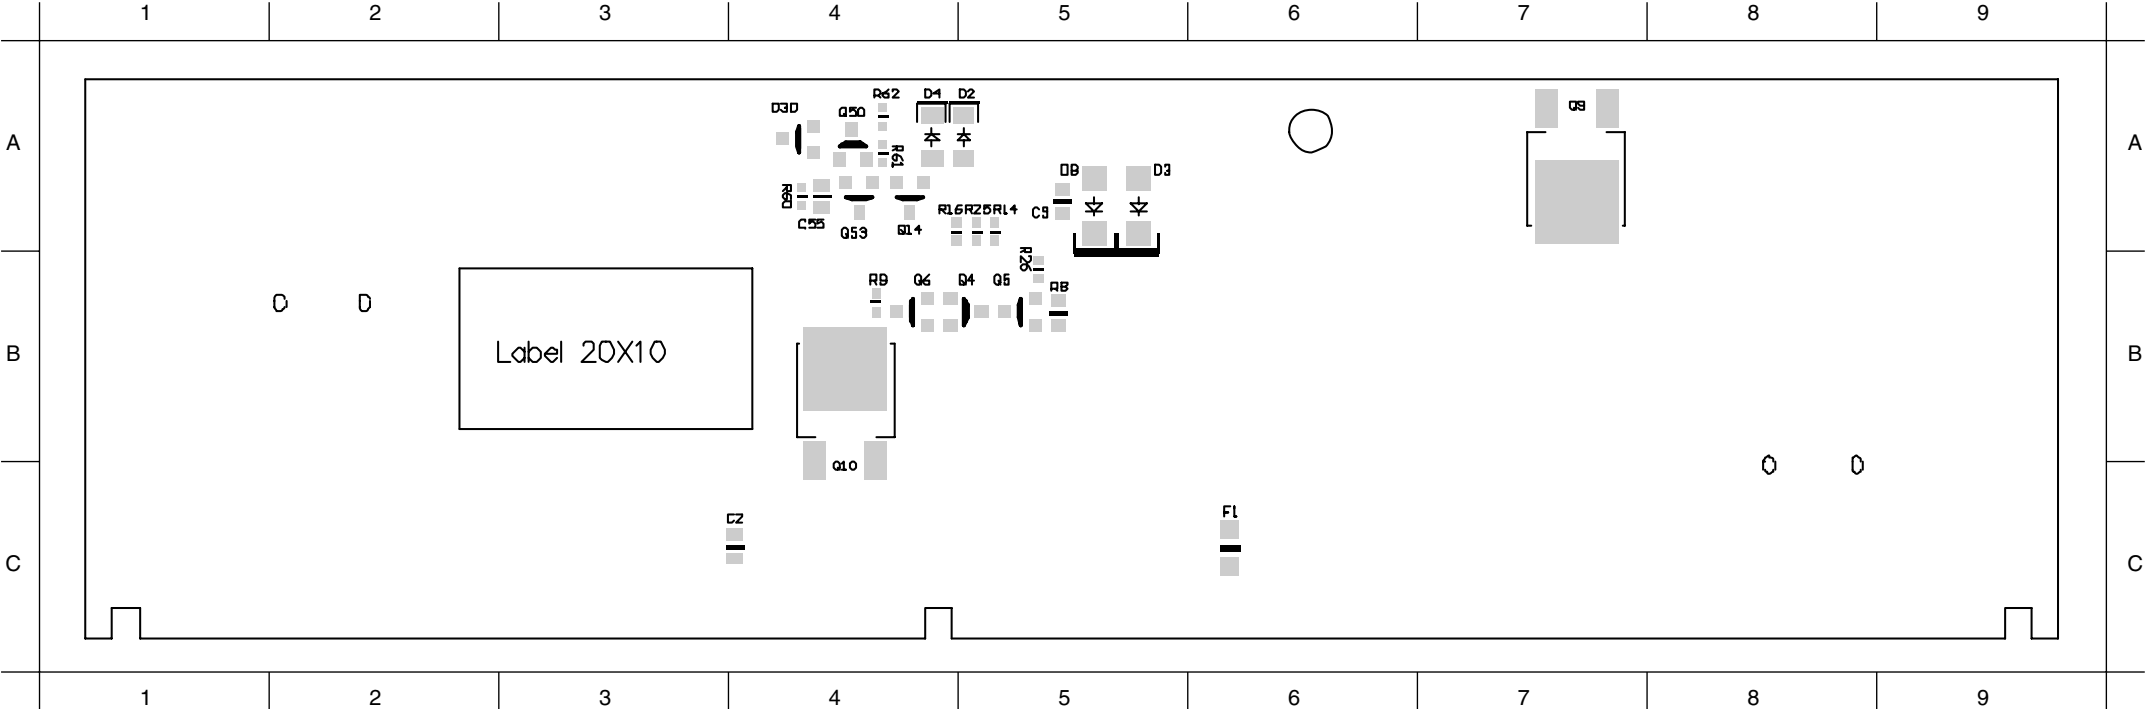 1 2 3 4 5 6 7 8 9
R62 D4 D2
D30 Q50 Q9
A A
R61
D8 D3
R60
C55 Q53 Q14 R16 R25 R14 C9
R26
R9 Q6 Q4 Q5 R8
B Label 20X10 B
Q10
C2 F1
C C
1 2 3 4 5 6 7 8 9